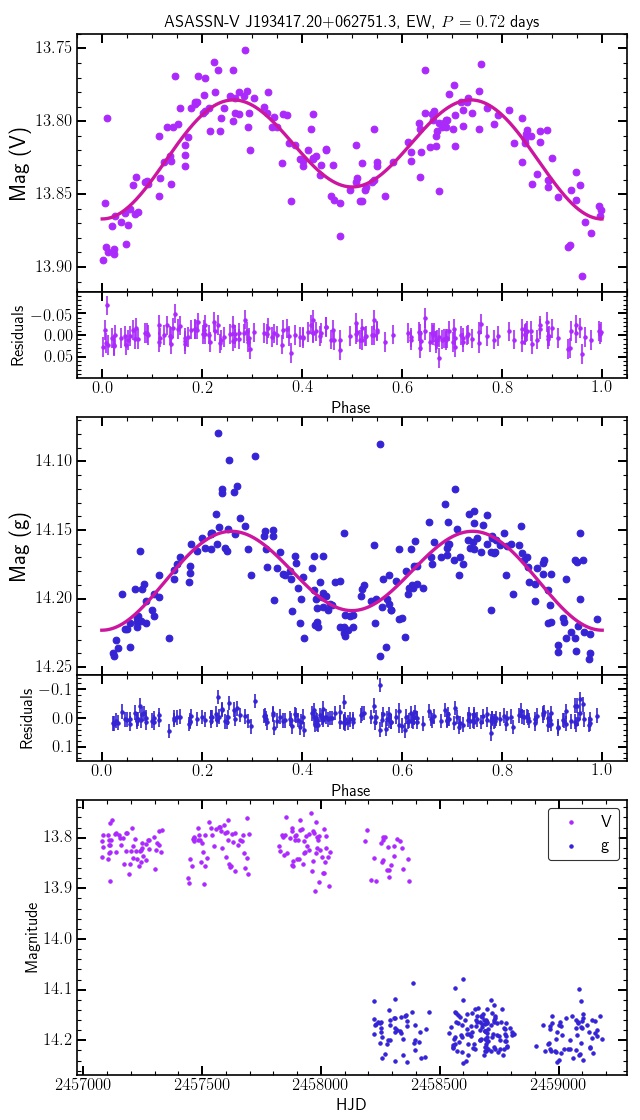 ASASSN-V J193417.20+062751.3, EW, P = 0.72 days
13.75
13.80
13.85
13.90
Mag (V)
−0.05
0.00
0.05
Residuals
0.0 0.2 0.4 0.6 0.8 1.0
Phase
14.10
14.15
14.20
14.25
Mag (g)
−0.1
0.0
0.1
Residuals
0.0 0.2 0.4 0.6 0.8 1.0
Phase
V
g
13.8
13.9
14.0
14.1
14.2
Magnitude
2457000 2457500 2458000 2458500 2459000
HJD